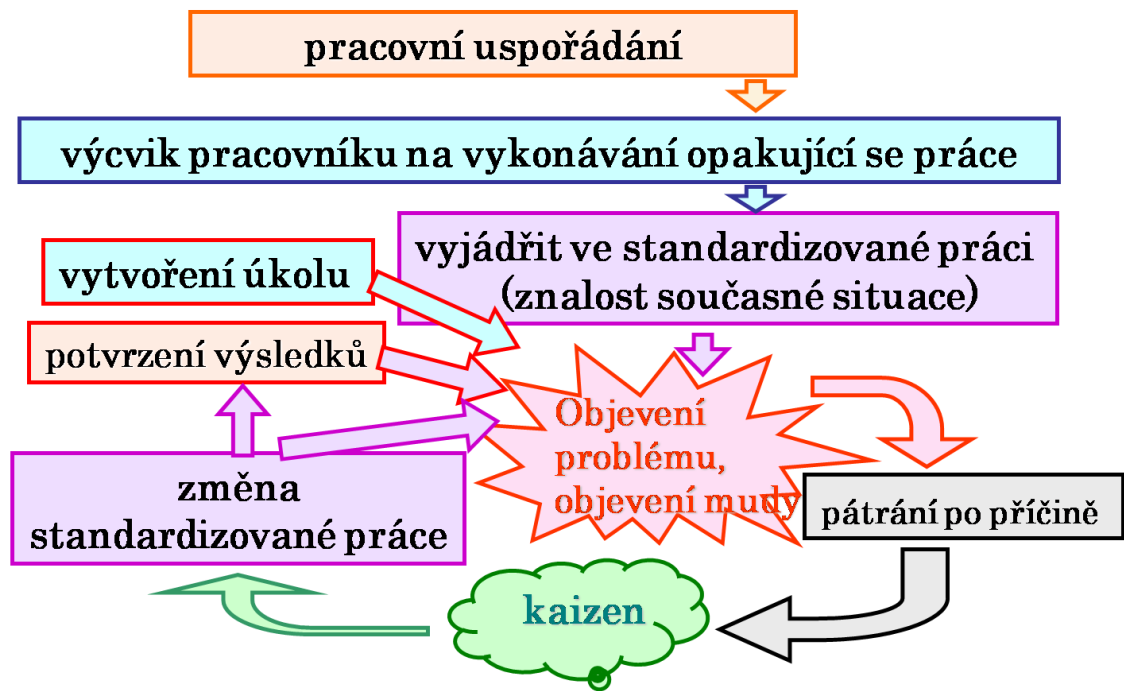 pracovní uspořádání
výcvik pracovníku na vykonávání opakující se práce
vyjádřit ve standardizované práci
(znalost současné situace)
vytvoření úkolu
potvrzení výsledků
Objevení
problému,
objevení mudy
změna
standardizované práce
pátrání po příčině
kaizen